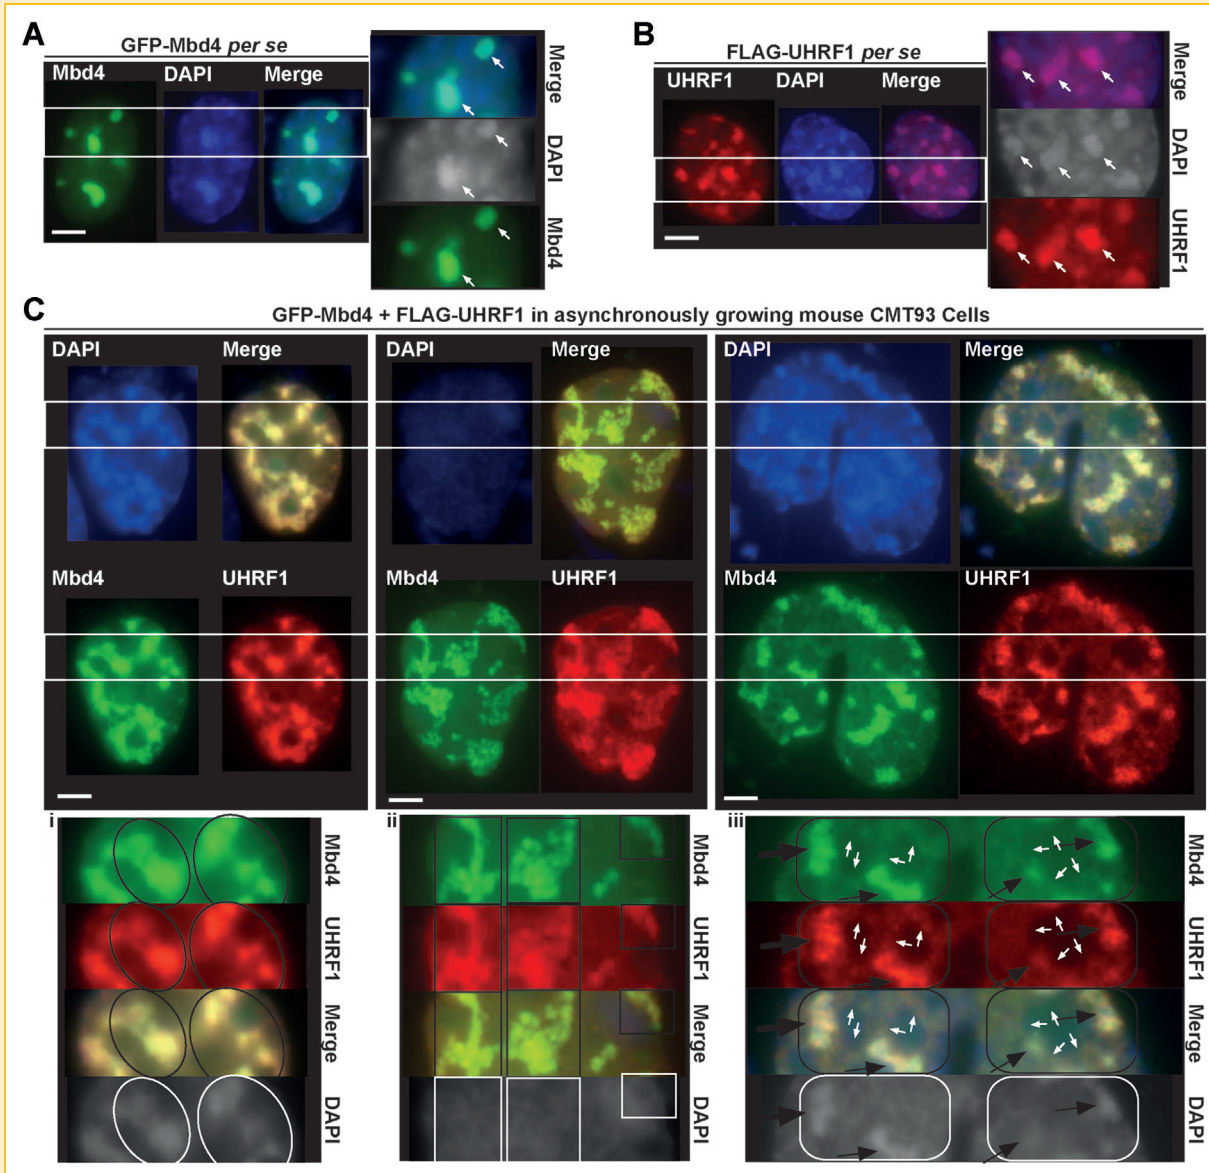 A
GFP-Mbd4 per se
Mbd4 DAPI Merge
Merge
DAPI
Mbd4
B
FLAG-UHRF1 per se
UHRF1 DAPI Merge
Merge
DAPI
UHRF1
C
GFP-Mbd4 + FLAG-UHRF1 in asynchronously growing mouse CMT93 Cells
DAPI Merge DAPI Merge DAPI Merge
Mbd4 UHRF1 Mbd4 UHRF1 Mbd4 UHRF1
i
Mbd4
UHRF1
Merge
DAPI
ii
Mbd4
UHRF1
Merge
DAPI
iii
Mbd4
UHRF1
Merge
DAPI